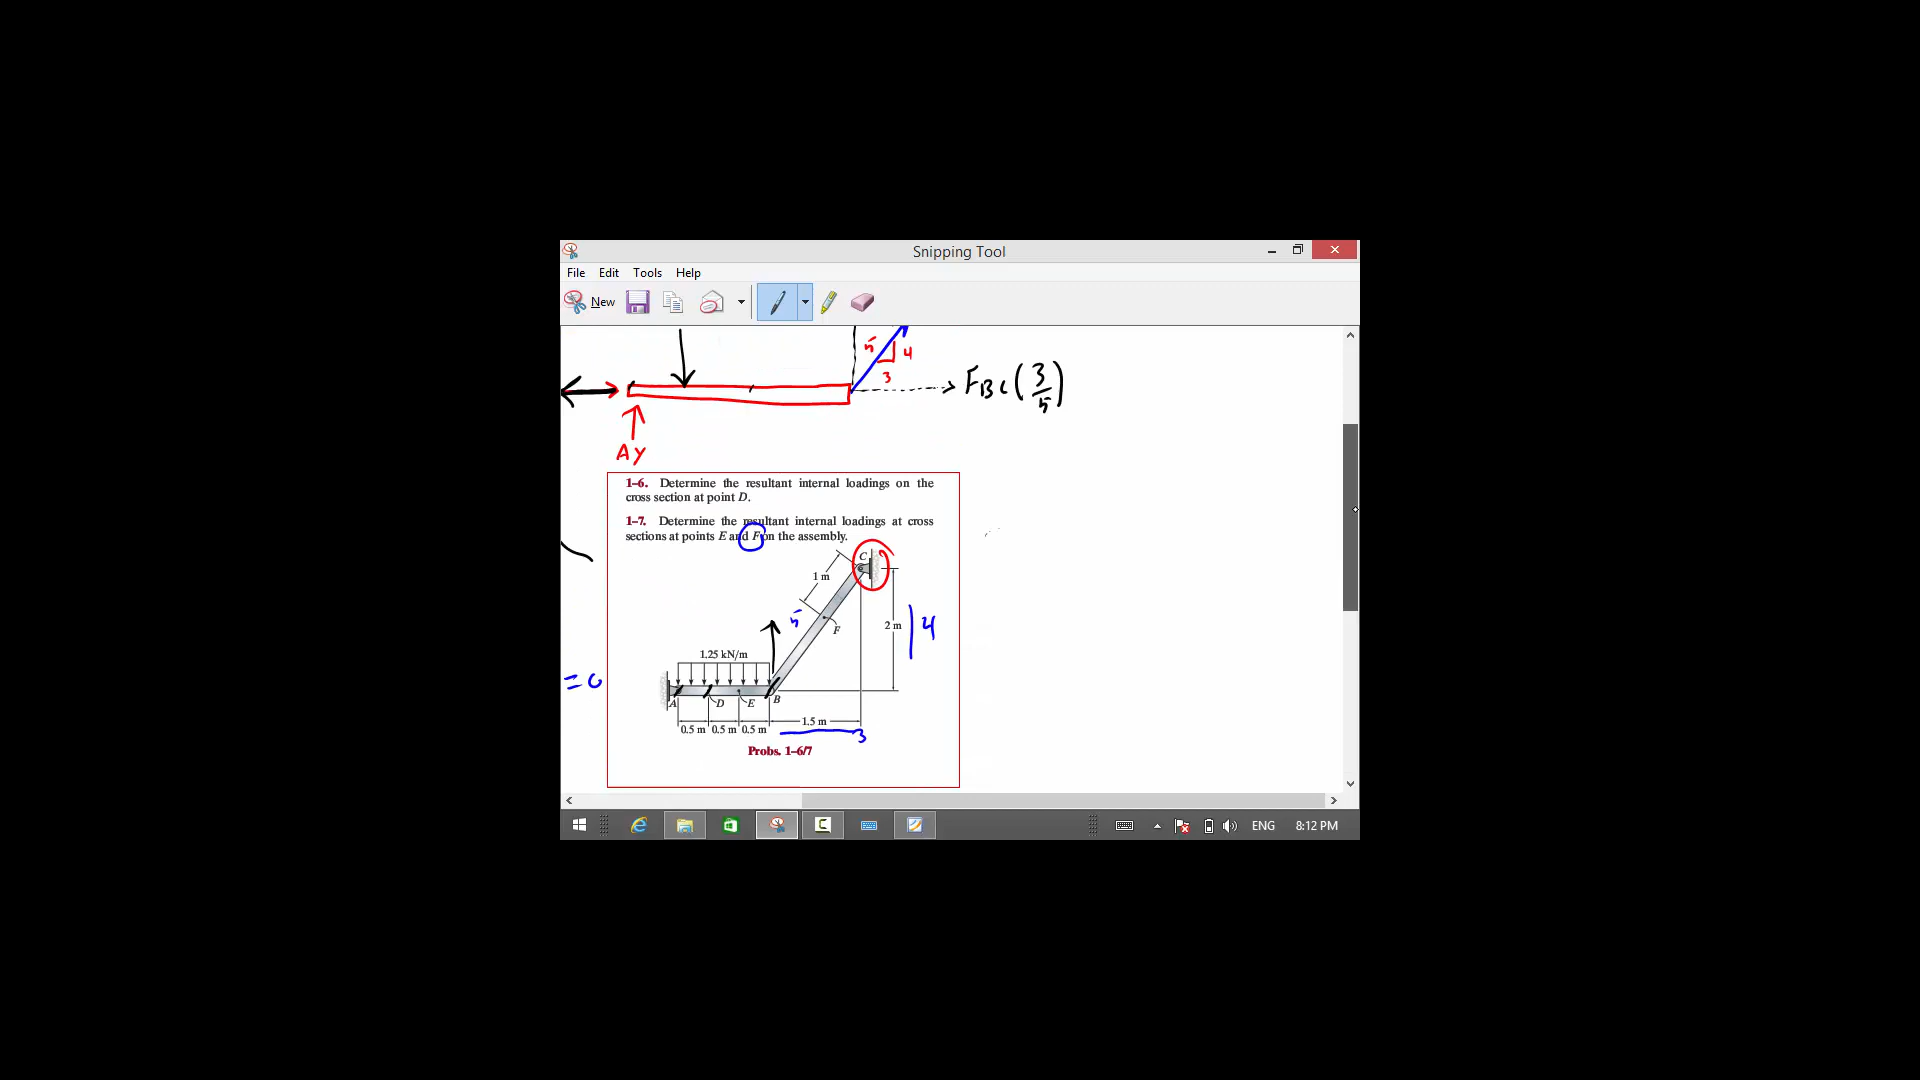 Snipping Tool
File Edit Tools Help
New
5
4
3
FBC(3/5)
Ay
1–6. Determine the resultant internal loadings on the
cross section at point D.
1–7. Determine the resultant internal loadings at cross
sections at points E and F on the assembly.
C
1 m
5
F
2 m
4
1.25 kN/m
=0
A
D
E
B
1.5 m
0.5 m 0.5 m 0.5 m
3
Probs. 1–6/7
ENG
8:12 PM